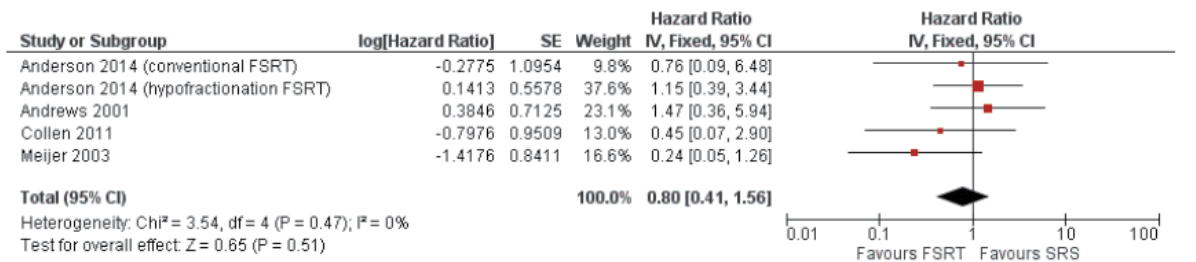 Hazard Ratio Hazard Ratio
Study or Subgroup log[Hazard Ratio] SE Weight IV, Fixed, 95% CI IV, Fixed, 95% CI
Anderson 2014 (conventional FSRT) -0.2775 1.0954 9.8% 0.76 [0.09, 6.48]
Anderson 2014 (hypofractionation FSRT) 0.1413 0.5578 37.6% 1.15 [0.39, 3.44]
Andrews 2001 0.3846 0.7125 23.1% 1.47 [0.36, 5.94]
Collen 2011 -0.7976 0.9509 13.0% 0.45 [0.07, 2.90]
Meijer 2003 -1.4176 0.8411 16.6% 0.24 [0.05, 1.26]
Total (95% CI) 100.0% 0.80 [0.41, 1.56]
Heterogeneity: Chi² = 3.54, df = 4 (P = 0.47); I² = 0%
Test for overall effect: Z = 0.65 (P = 0.51)
0.01 0.1 1 10 100
Favours FSRT Favours SRS